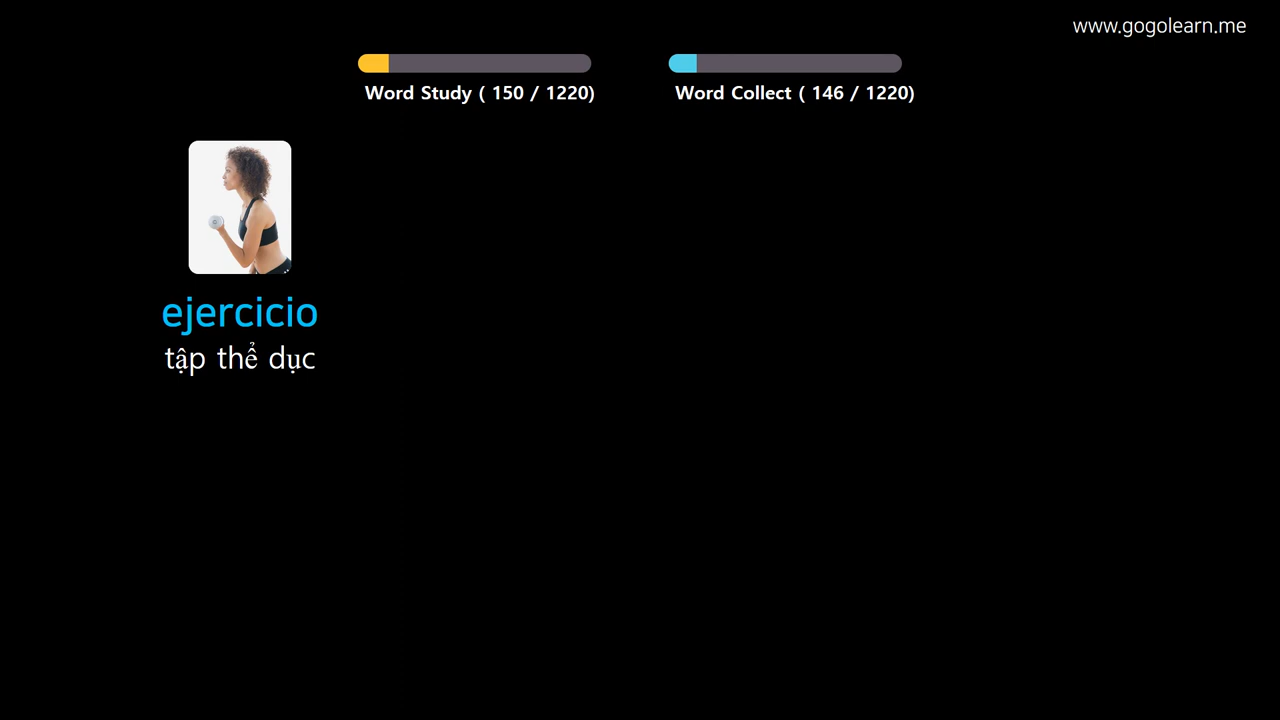 www.gogolearn.me
Word Study ( 150 / 1220)
Word Collect ( 146 / 1220)
ejercicio
tập thể dục